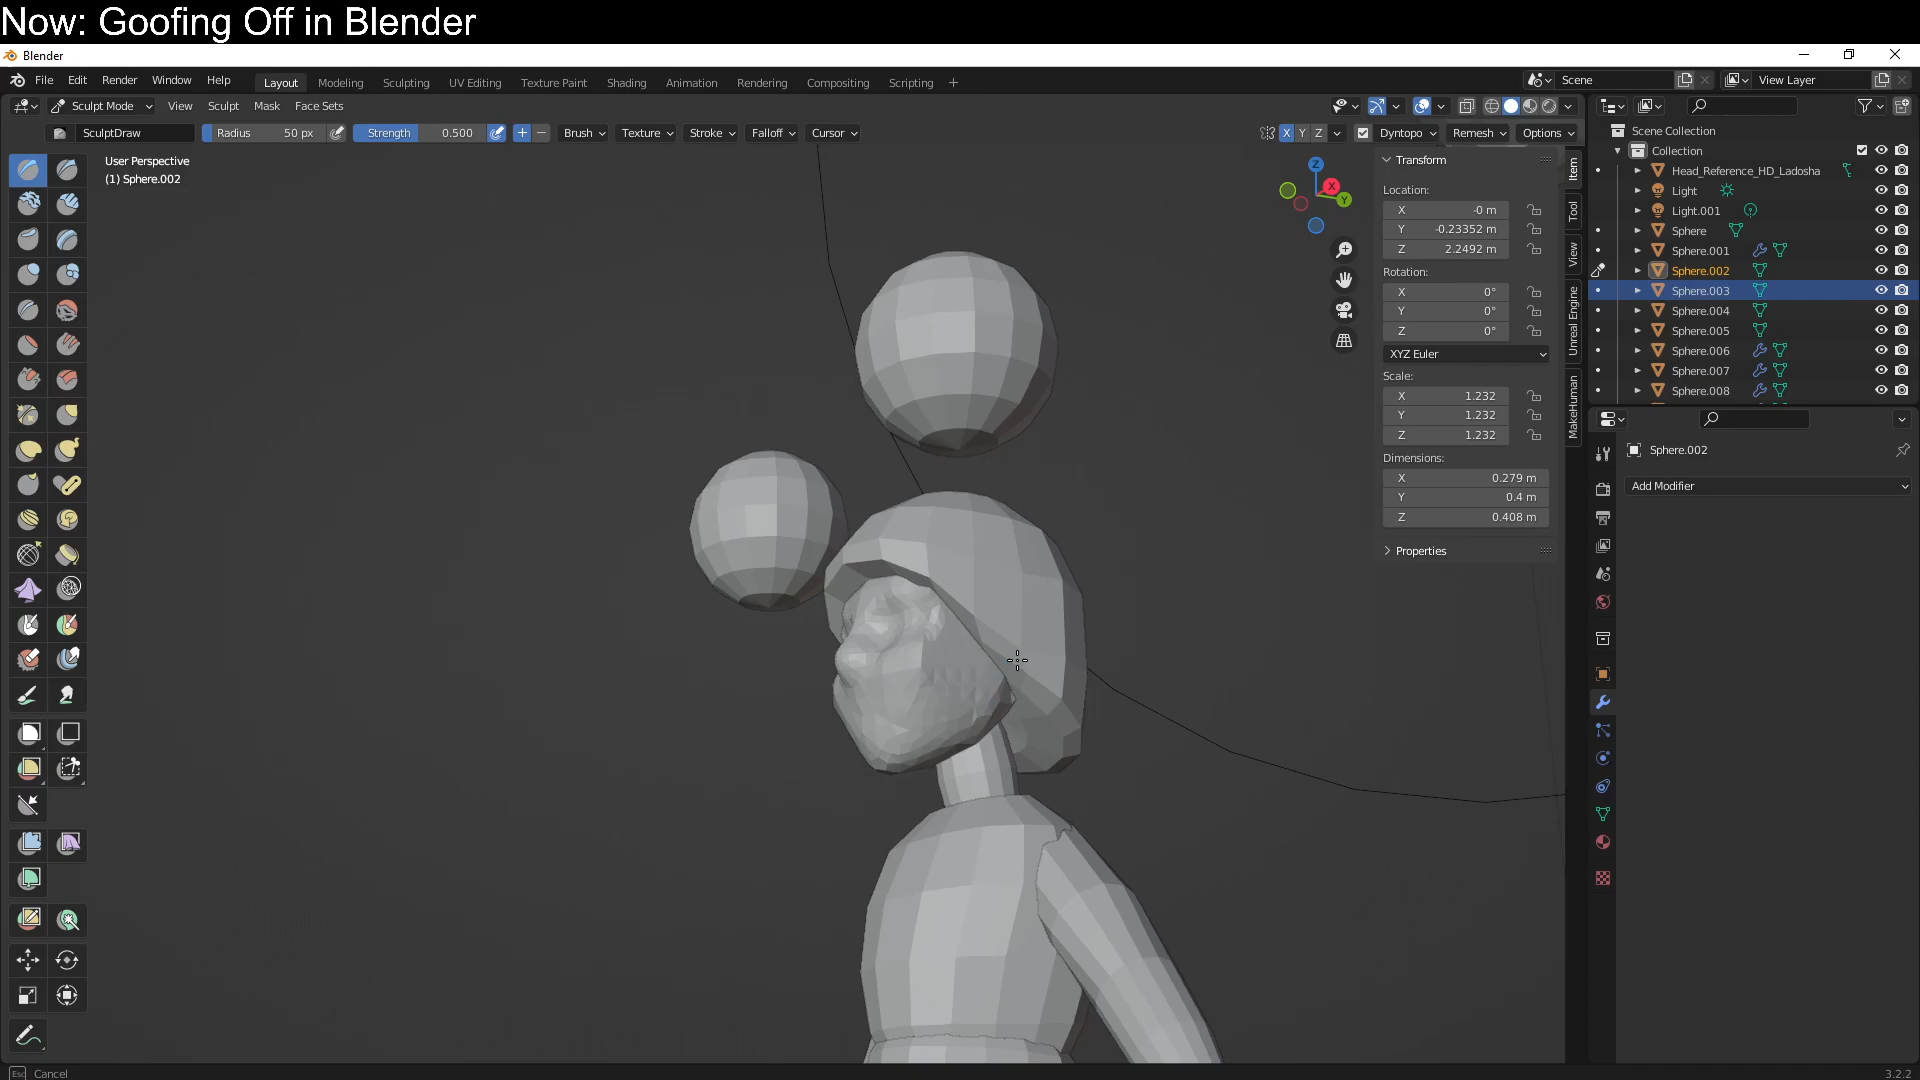 Now: Goofing Off in Blender
Blender
File Edit Render Window Help
Layout Modeling Sculpting UV Editing Texture Paint Shading Animation Rendering Compositing Scripting +
Scene
View Layer
Sculpt Mode View Sculpt Mask Face Sets
SculptDraw Radius 50 px Strength 0.500 + − Brush Texture Stroke Falloff Cursor
X Y Z Dyntopo Remesh Options
User Perspective
(1) Sphere.002
Z
X
Y
Transform
Location:
X -0 m
Y -0.23352 m
Z 2.2492 m
Rotation:
X 0°
Y 0°
Z 0°
XYZ Euler
Scale:
X 1.232
Y 1.232
Z 1.232
Dimensions:
X 0.279 m
Y 0.4 m
Z 0.408 m
Properties
Item
Tool
View
Unreal Engine
MakeHuman
Scene Collection
Collection
Head_Reference_HD_Ladosha
Light
Light.001
Sphere
Sphere.001
Sphere.002
Sphere.003
Sphere.004
Sphere.005
Sphere.006
Sphere.007
Sphere.008
Sphere.002
Add Modifier
Esc Cancel
3.2.2